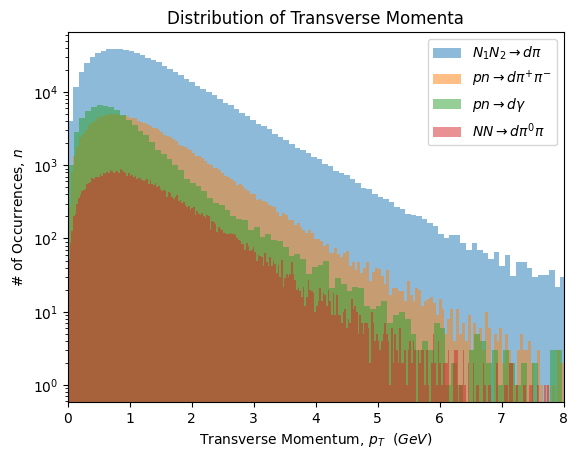 Distribution of Transverse Momenta
N₁N₂ → dπ
pn → dπ⁺π⁻
pn → dγ
NN → dπ⁰π
# of Occurrences, n
10⁴
10³
10²
10¹
10⁰
0 1 2 3 4 5 6 7 8
Transverse Momentum, p_T (GeV)